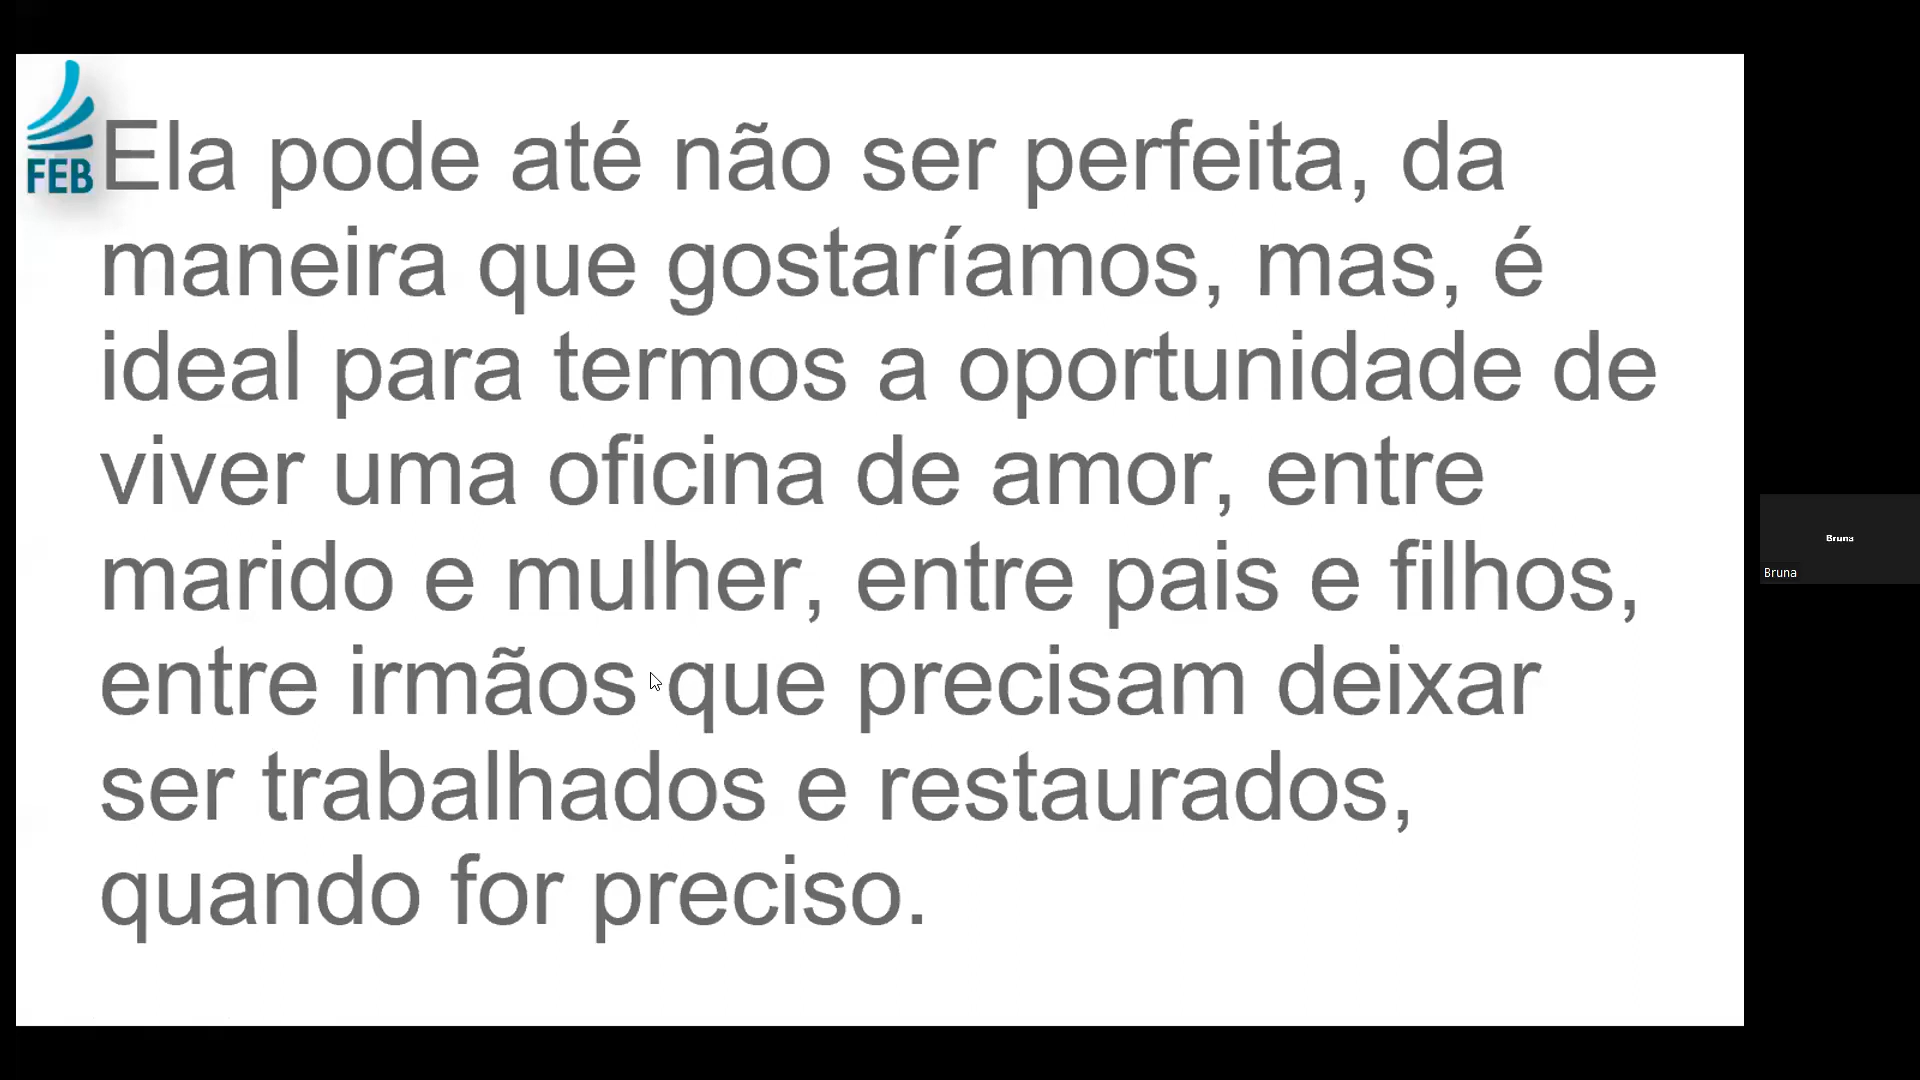 FEB
Ela pode até não ser perfeita, da
maneira que gostaríamos, mas, é
ideal para termos a oportunidade de
viver uma oficina de amor, entre
marido e mulher, entre pais e filhos,
entre irmãos que precisam deixar
ser trabalhados e restaurados,
quando for preciso.
Bruna
Bruna